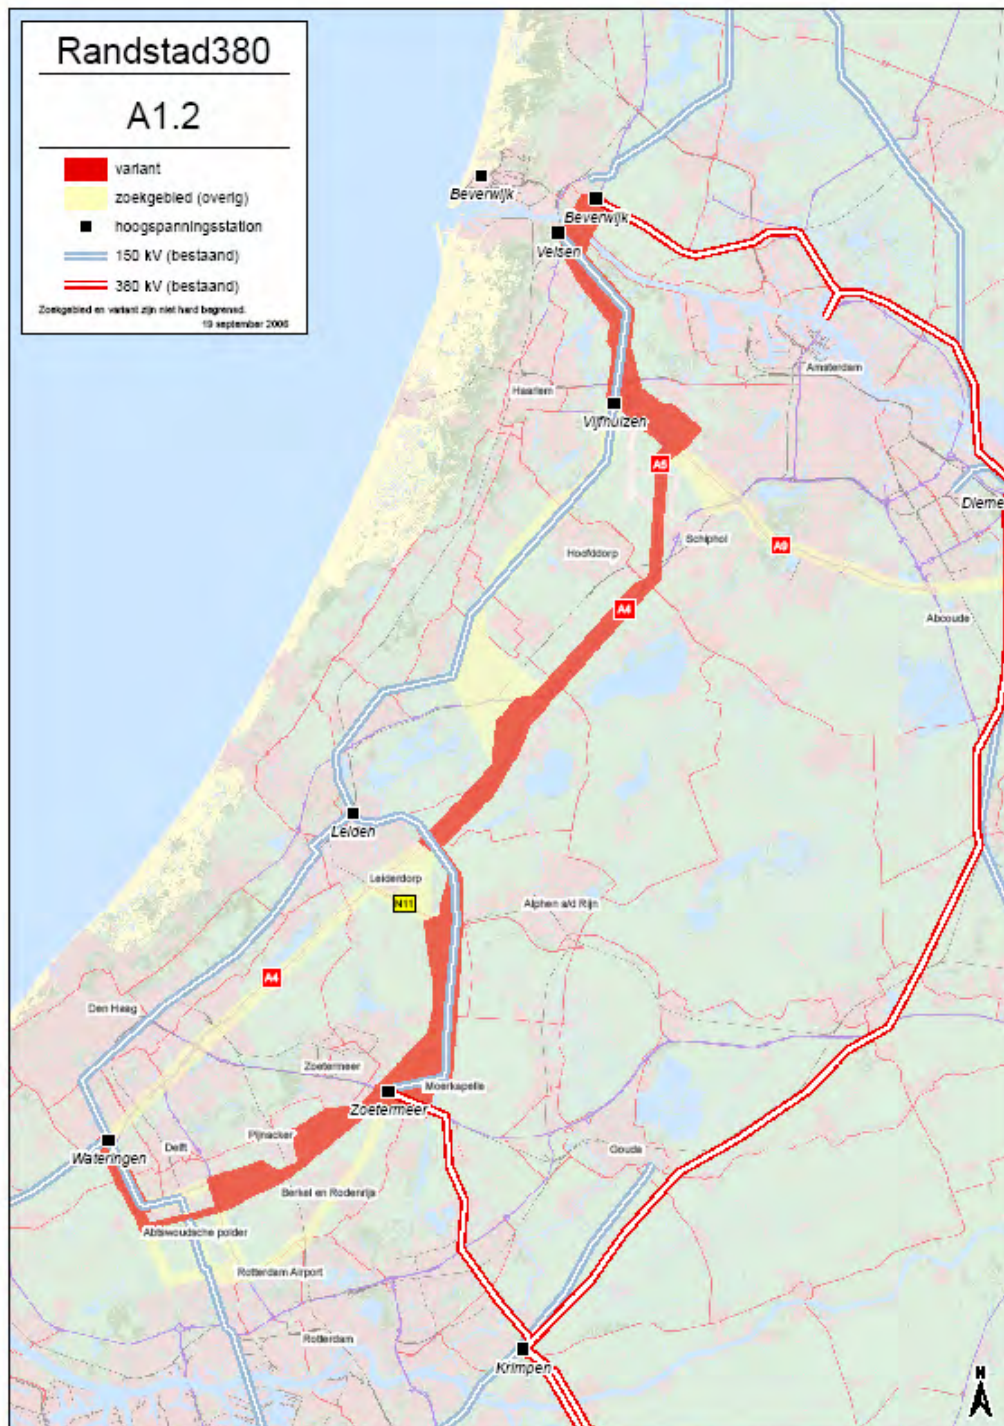 Randstad380
A1.2
variant
zoekgebied (overig)
hoogspanningsstation
150 kV (bestaand)
380 kV (bestaand)
Zoekgebied en variant zijn niet hard begrensd.
19 september 2006
Beverwijk
Beverwijk
Velsen
Amsterdam
Haarlem
Vijfhuizen
A5
Dieme
Schiphol
A9
Hoofddorp
A4
Abcoude
Leiden
Leiderdorp
N11
Alphen a/d Rijn
A4
Den Haag
Zoetermeer
Moerkapelle
Zoetermeer
Pijnacker
Delft
Wateringen
Gouda
Berkel en Rodenrijs
Abtswoudsche polder
Rotterdam Airport
Rotterdam
Krimpen
N